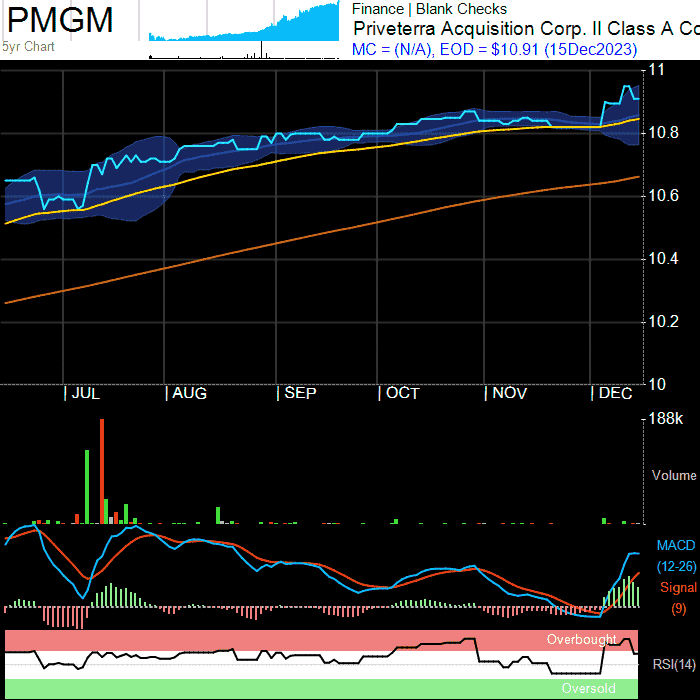 PMGM
5yr Chart
Finance | Blank Checks
Priveterra Acquisition Corp. II Class A Co
MC = (N/A), EOD = $10.91 (15Dec2023)
11
10.8
10.6
10.4
10.2
10
| JUL | AUG | SEP | OCT | NOV | DEC
188k
Volume
MACD
(12-26)
Signal
(9)
Overbought
RSI(14)
Oversold